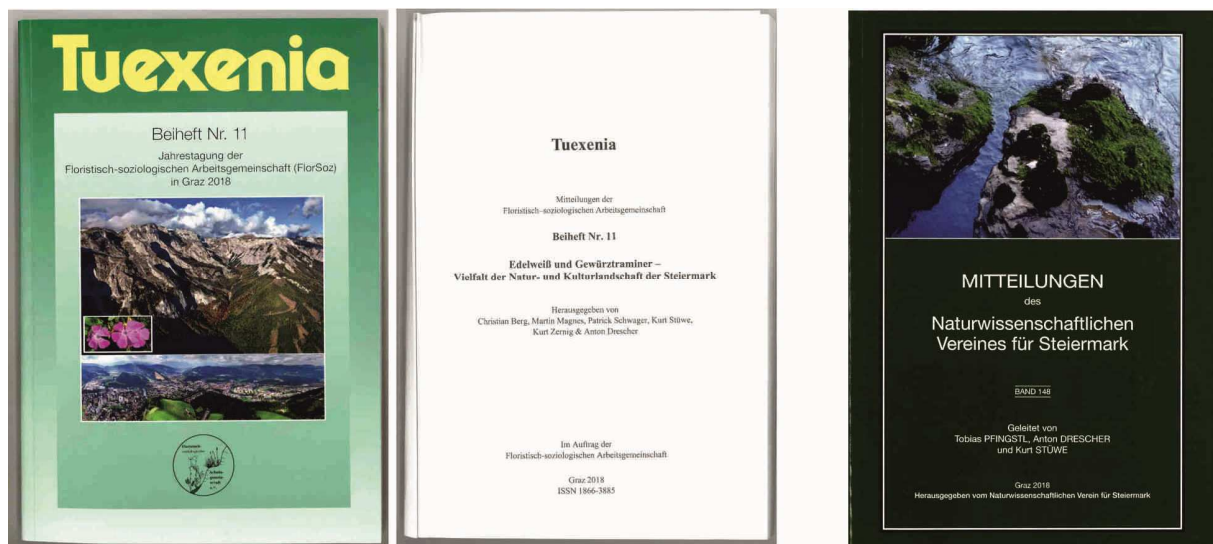 Tuexenia
Beiheft Nr. 11
Jahrestagung der
Floristisch-soziologischen Arbeitsgemeinschaft (FlorSoz)
in Graz 2018
Tuexenia
Mitteilungen der
Floristisch–soziologischen Arbeitsgemeinschaft
Beiheft Nr. 11
Edelweiß und Gewürztraminer –
Vielfalt der Natur- und Kulturlandschaft der Steiermark
Herausgegeben von
Christian Berg, Martin Magnes, Patrick Schwager, Kurt Stüwe,
Kurt Zernig & Anton Drescher
Im Auftrag der
Floristisch-soziologischen Arbeitsgemeinschaft
Graz 2018
ISSN 1866-3885
MITTEILUNGEN
des
Naturwissenschaftlichen
Vereines für Steiermark
BAND 148
Geleitet von
Tobias PFINGSTL, Anton DRESCHER
und Kurt STÜWE
Graz 2018
Herausgegeben vom Naturwissenschaftlichen Verein für Steiermark